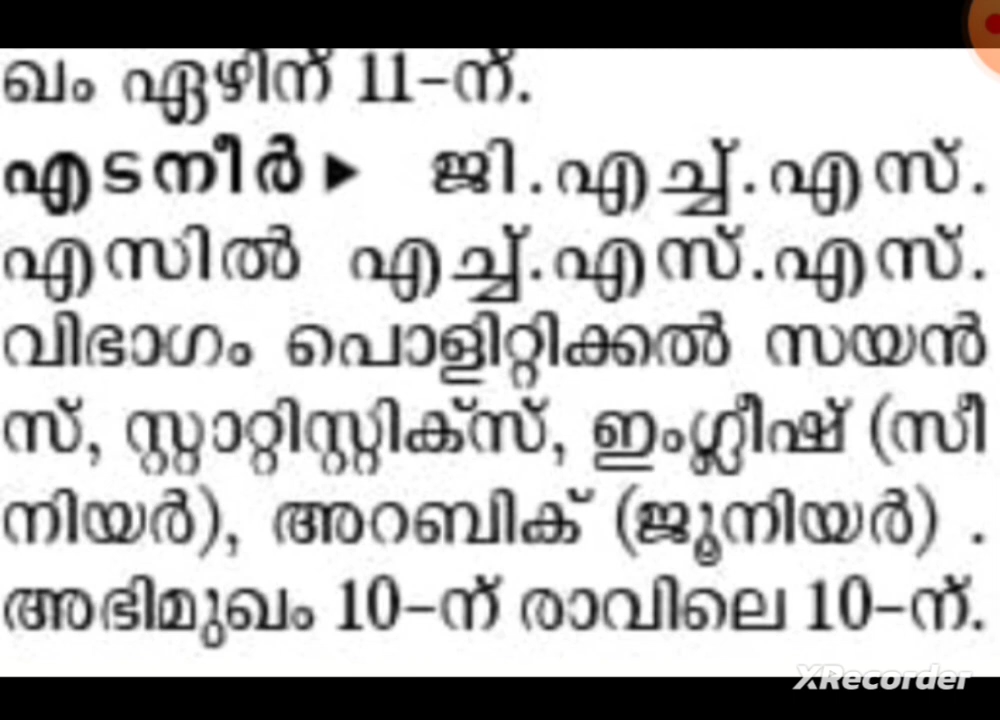 ഖം ഏഴിന് 11-ന്.
എടനീർ▶ ജി.എച്ച്.എസ്.
എസിൽ എച്ച്.എസ്.എസ്.
വിഭാഗം പൊളിറ്റിക്കൽ സയൻ
സ്, സ്റ്റാറ്റിസ്റ്റിക്സ്, ഇംഗ്ലീഷ് (സീ
നിയർ), അറബിക് (ജൂനിയർ) .
അഭിമുഖം 10-ന് രാവിലെ 10-ന്.
XRecorder